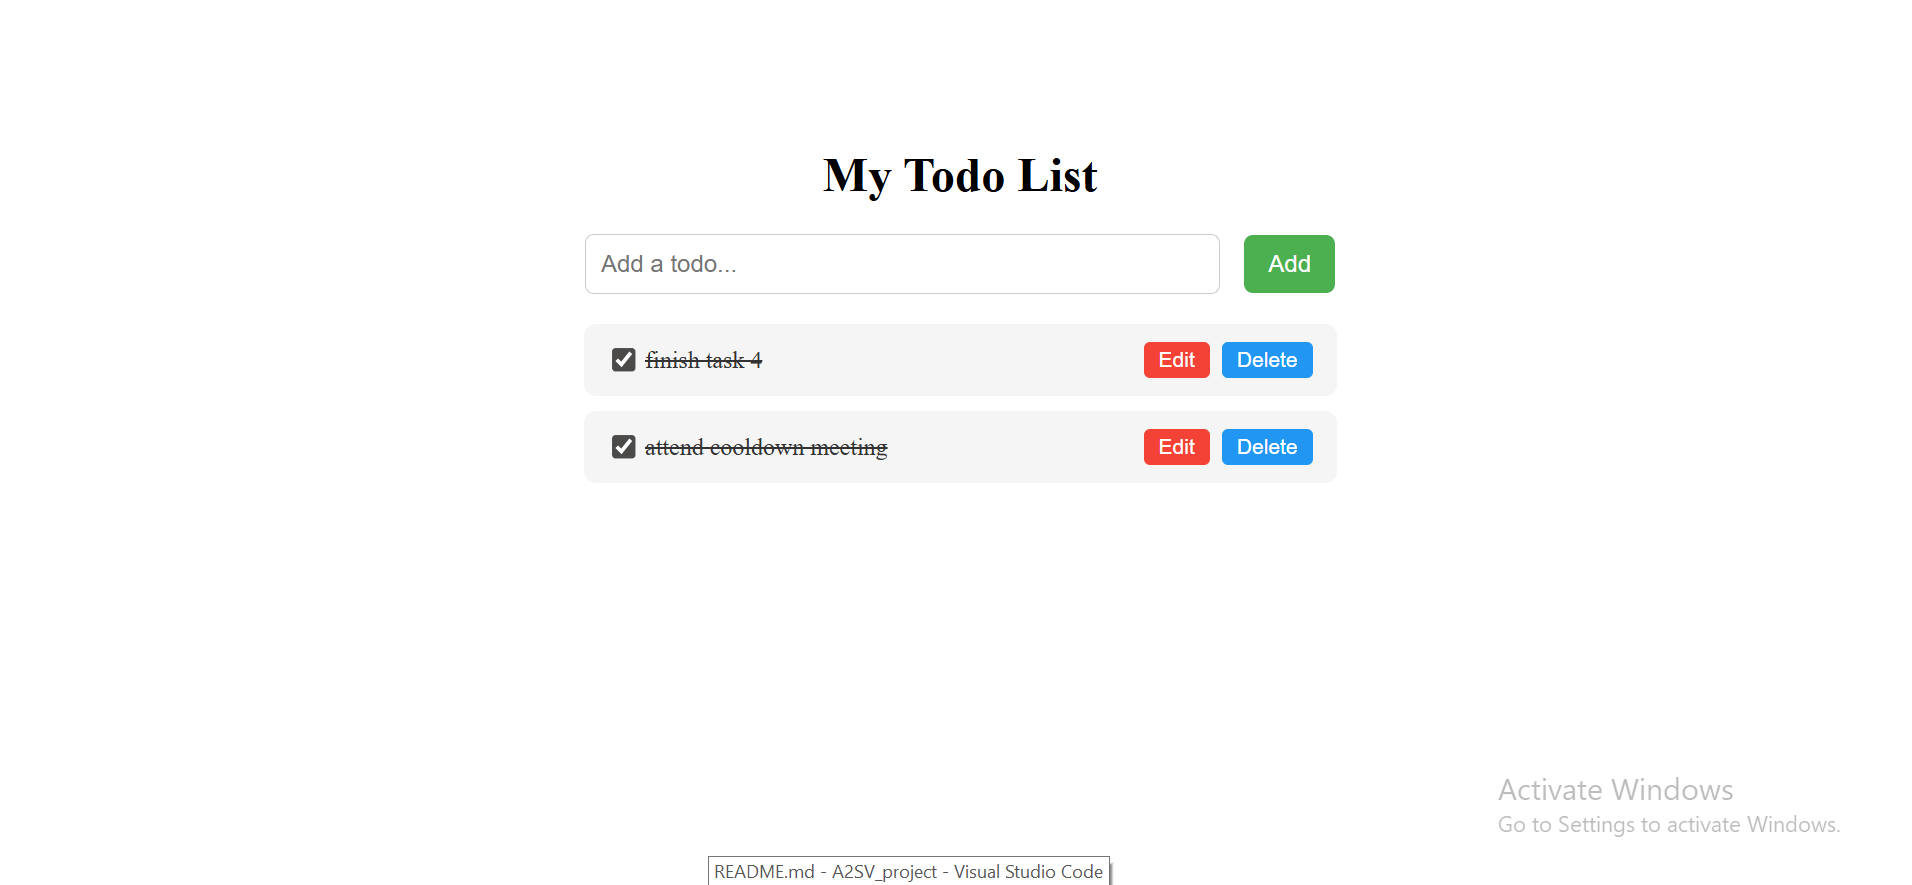 My Todo List
Add a todo...
Add
finish task 4
Edit
Delete
attend cooldown meeting
Edit
Delete
Activate Windows
Go to Settings to activate Windows.
README.md - A2SV_project - Visual Studio Code